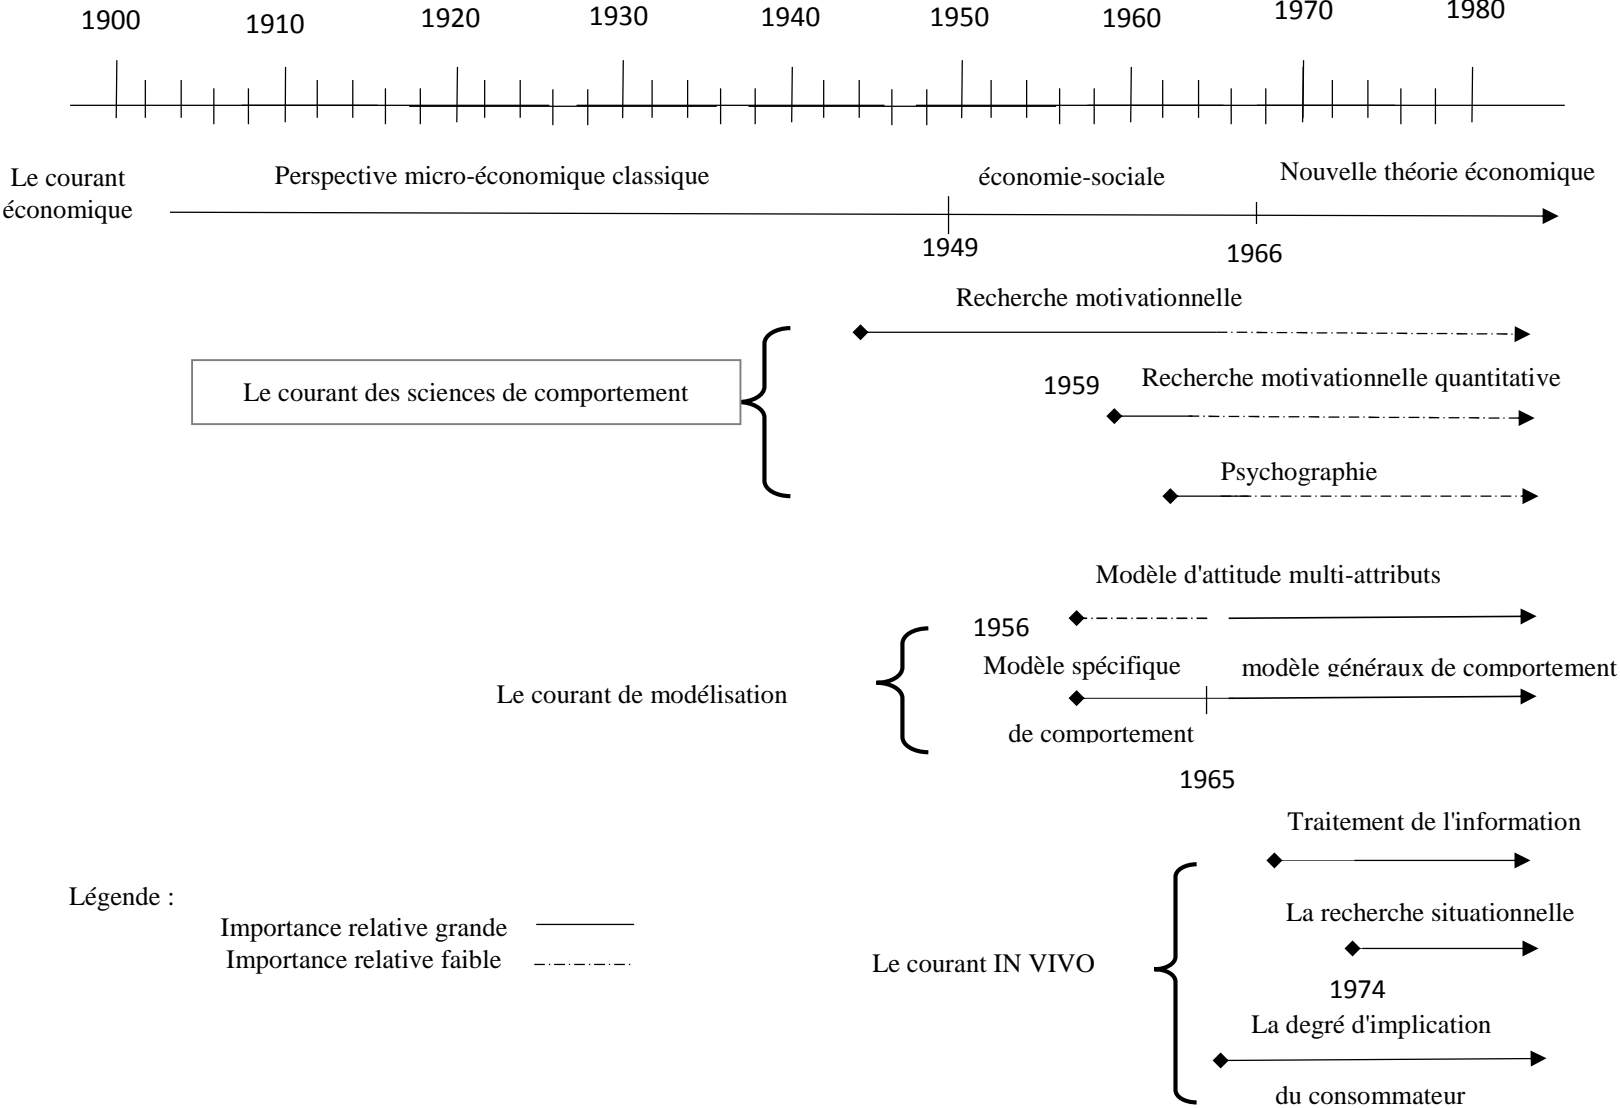 1900 1910 1920 1930 1940 1950 1960 1970 1980
Le courant
économique
Perspective micro-économique classique
économie-sociale
Nouvelle théorie économique
1949
1966
Recherche motivationnelle
Le courant des sciences de comportement
1959
Recherche motivationnelle quantitative
Psychographie
Modèle d'attitude multi-attributs
1956
Modèle spécifique
modèle généraux de comportement
Le courant de modélisation
de comportement
1965
Traitement de l'information
Légende :
Importance relative grande
Importance relative faible
La recherche situationnelle
Le courant IN VIVO
1974
La degré d'implication
du consommateur